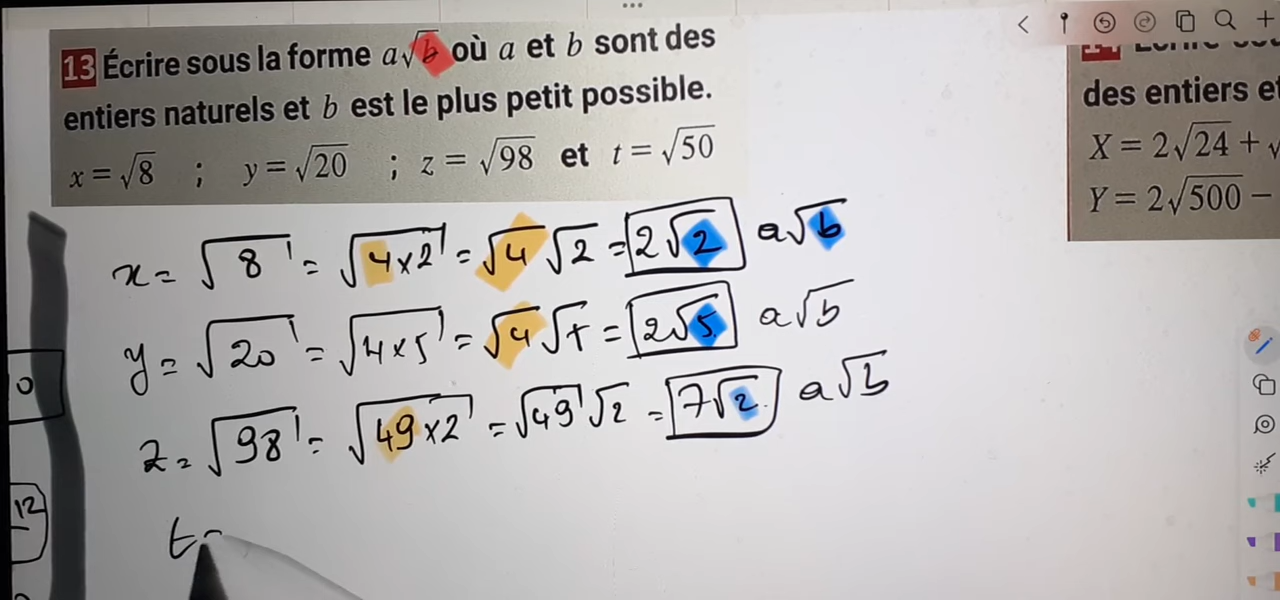 13 Écrire sous la forme a√b où a et b sont des
entiers naturels et b est le plus petit possible.
x = √8 ; y = √20 ; z = √98 et t = √50
des entiers et
X = 2√24 + √
Y = 2√500 −
x = √8 = √4×2 = √4 √2 = 2√2 a√b
y = √20 = √4×5 = √4 √5 = 2√5 a√b
z = √98 = √49×2 = √49 √2 = 7√2 a√b
t =
0
12